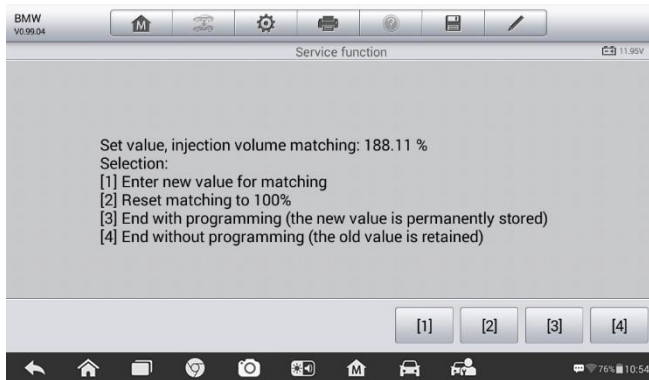 BMW
V0.99.04
Service function
11.95V
Set value, injection volume matching: 188.11 %
Selection:
[1] Enter new value for matching
[2] Reset matching to 100%
[3] End with programming (the new value is permanently stored)
[4] End without programming (the old value is retained)
[1] [2] [3] [4]
M M 76% 10:54